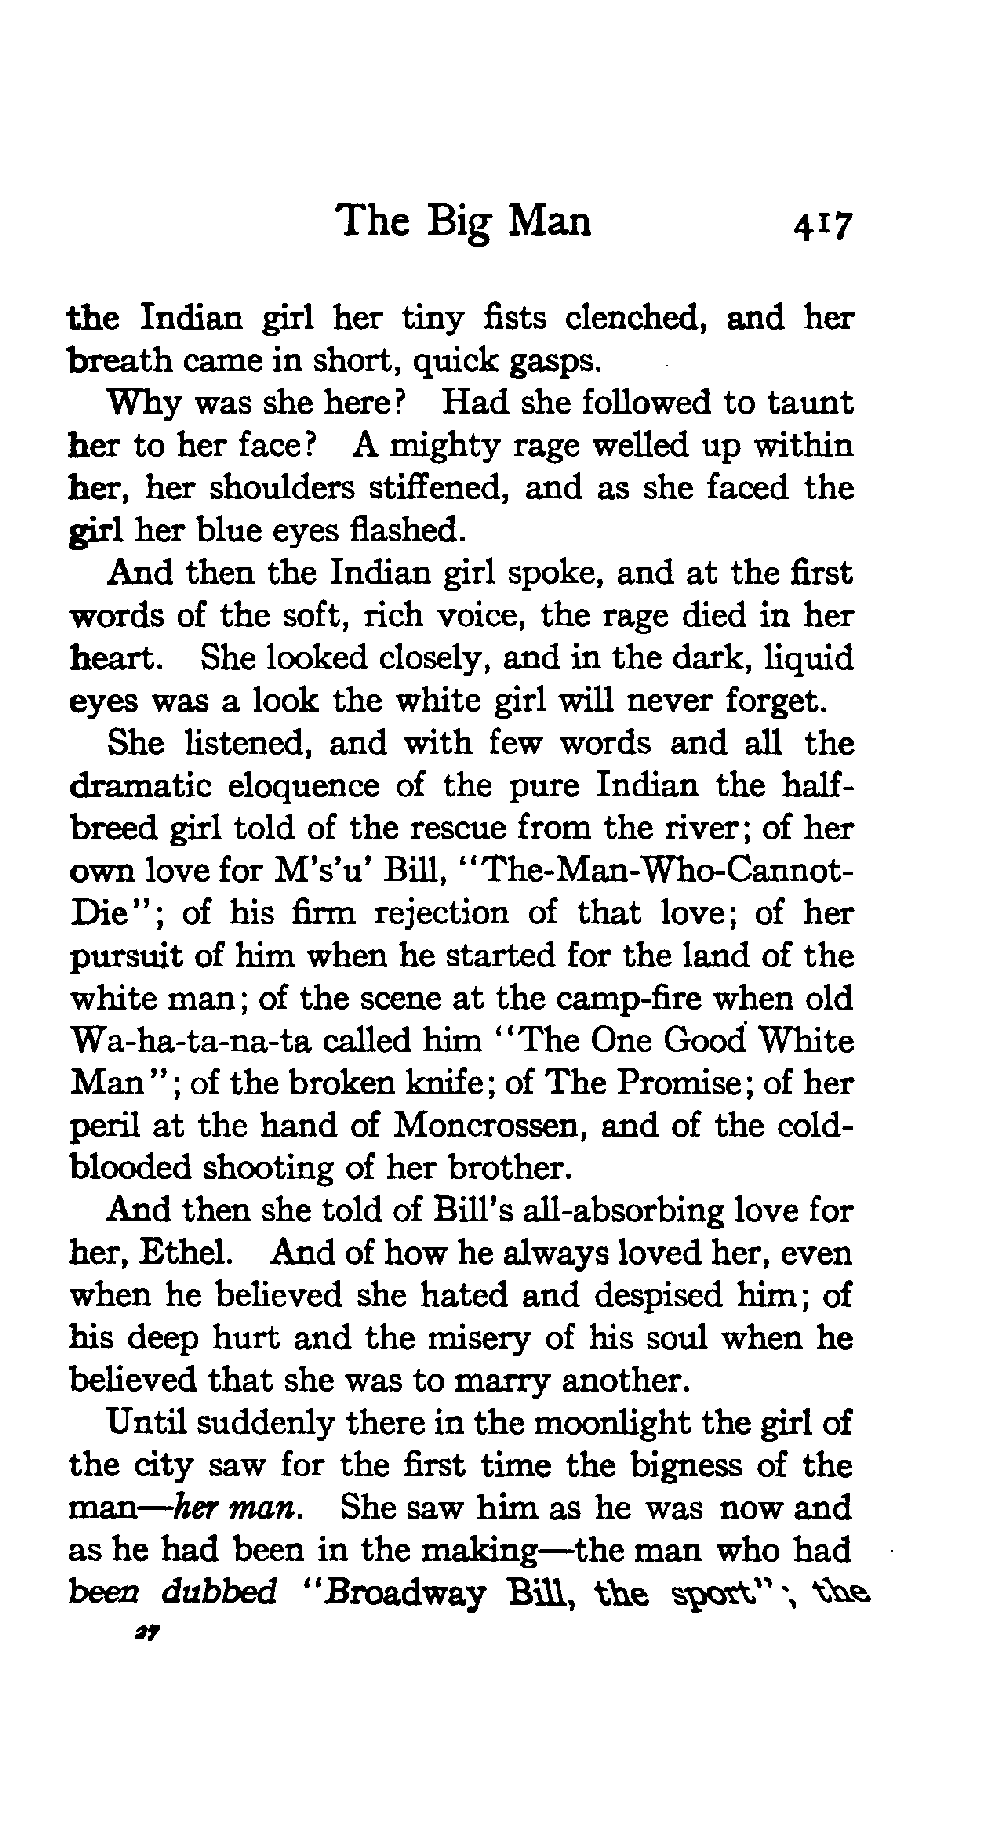 The Big Man 417
the Indian girl her tiny fists clenched, and her
breath came in short, quick gasps.
Why was she here? Had she followed to taunt
her to her face? A mighty rage welled up within
her, her shoulders stiffened, and as she faced the
girl her blue eyes flashed.
And then the Indian girl spoke, and at the first
words of the soft, rich voice, the rage died in her
heart. She looked closely, and in the dark, liquid
eyes was a look the white girl will never forget.
She listened, and with few words and all the
dramatic eloquence of the pure Indian the half-
breed girl told of the rescue from the river; of her
own love for M's'u' Bill, "The-Man-Who-Cannot-
Die"; of his firm rejection of that love; of her
pursuit of him when he started for the land of the
white man; of the scene at the camp-fire when old
Wa-ha-ta-na-ta called him "The One Good White
Man"; of the broken knife; of The Promise; of her
peril at the hand of Moncrossen, and of the cold-
blooded shooting of her brother.
And then she told of Bill's all-absorbing love for
her, Ethel. And of how he always loved her, even
when he believed she hated and despised him; of
his deep hurt and the misery of his soul when he
believed that she was to marry another.
Until suddenly there in the moonlight the girl of
the city saw for the first time the bigness of the
man—her man. She saw him as he was now and
as he had been in the making—the man who had
been dubbed "Broadway Bill, the sport"; the
27